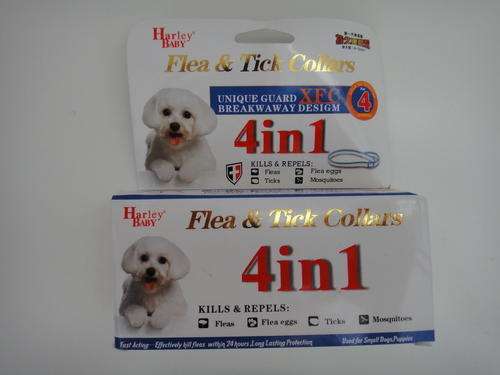 Harley
BABY
Flea & Tick Collars
UNIQUE GUARD XFC
BREAKWAWAY DESIGM
4
4in1
KILLS & REPELS:
Fleas Flea eggs
Ticks Mosquitoes
Harley
BABY
Flea & Tick Collars
4in1
KILLS & REPELS:
Fleas Flea eggs Ticks Mosquitoes
Fast Acting Effectively kill fleas within 24 hours, Long Lasting Protection Used for Small Dogs, Puppies